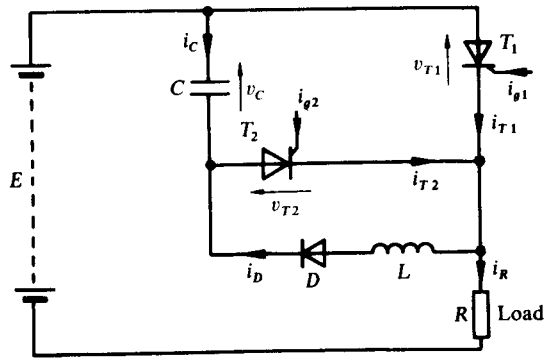 i_C
T_1
v_T1
C
v_C
i_g2
i_g1
T_2
i_T1
E
i_T2
v_T2
i_D
D
L
i_R
R
Load